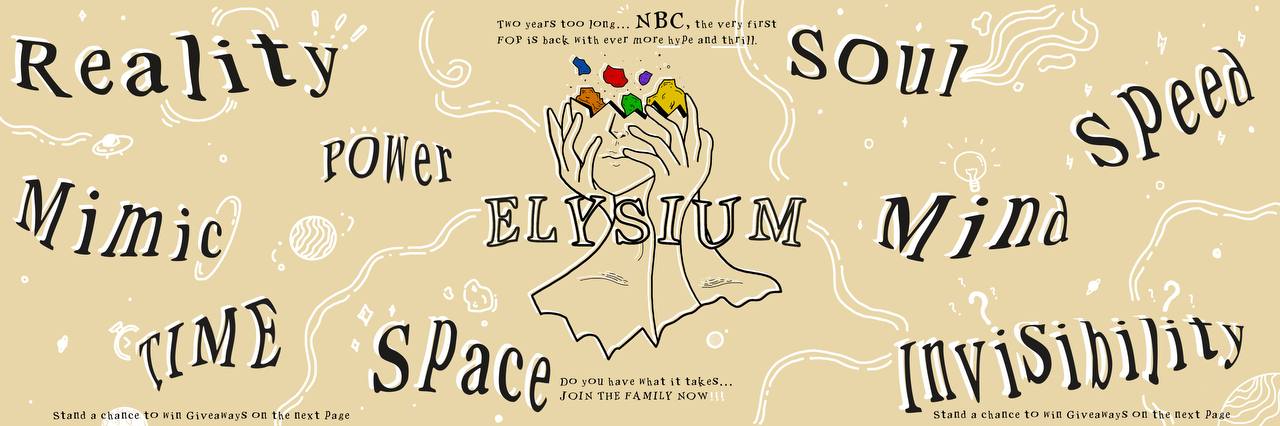 Two years too long... NBC, the very first
FOP is back with ever more hype and thrill.
Reality
Soul
Speed
Power
Mimic
ELYSIUM
Mind
TIME
Space
Invisibility
Do you have what it takes...
JOIN THE FAMILY NOW!!!
Stand a chance to win Giveaways on the next Page
Stand a chance to win Giveaways on the next Page